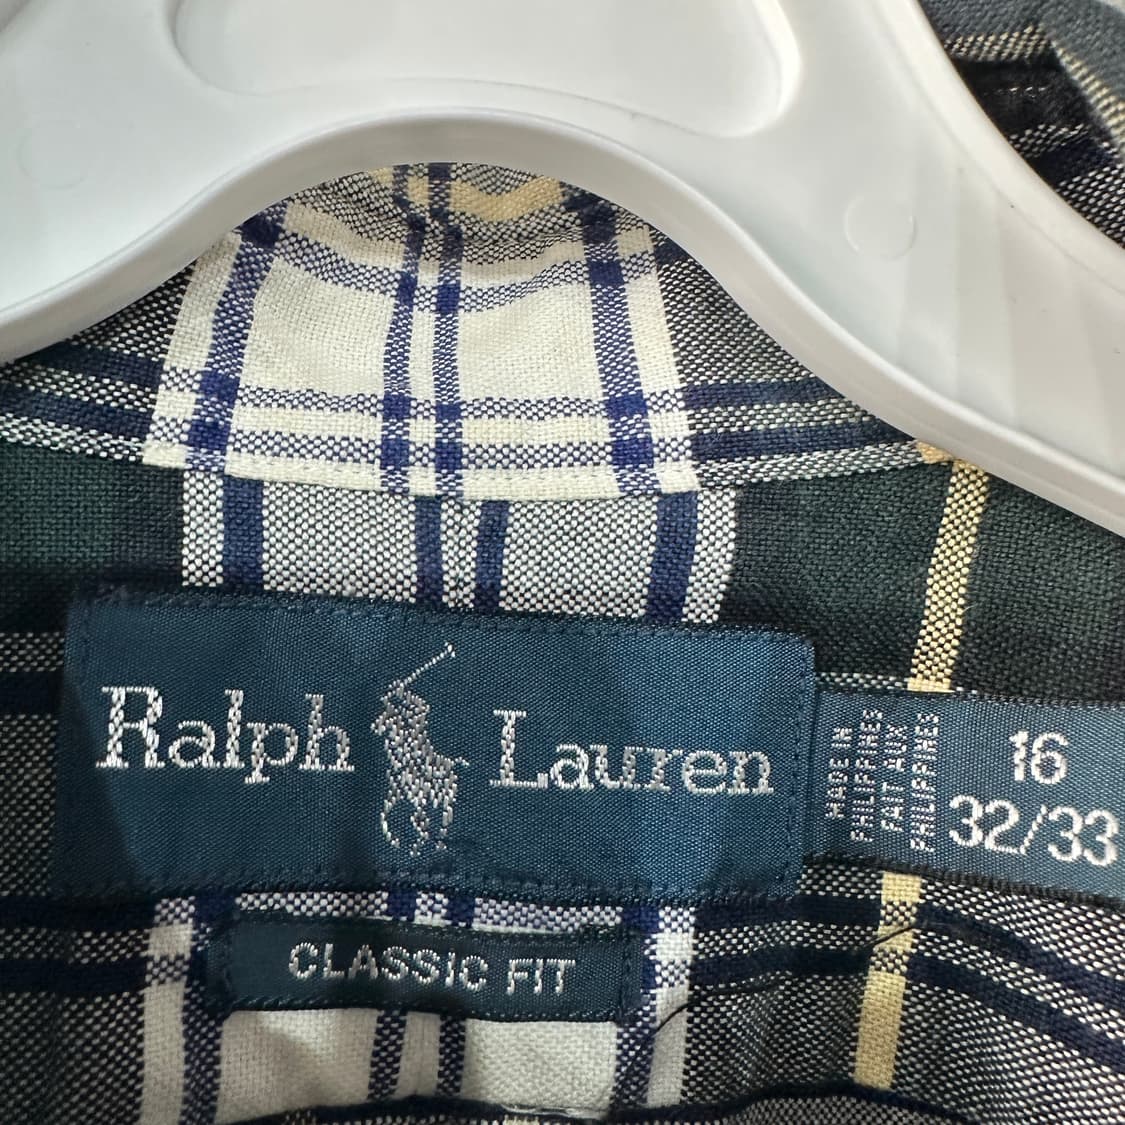 Ralph Lauren
MADE IN
PHILIPPINES
FAIT AUX
PHILIPPINES
16
32/33
CLASSIC FIT